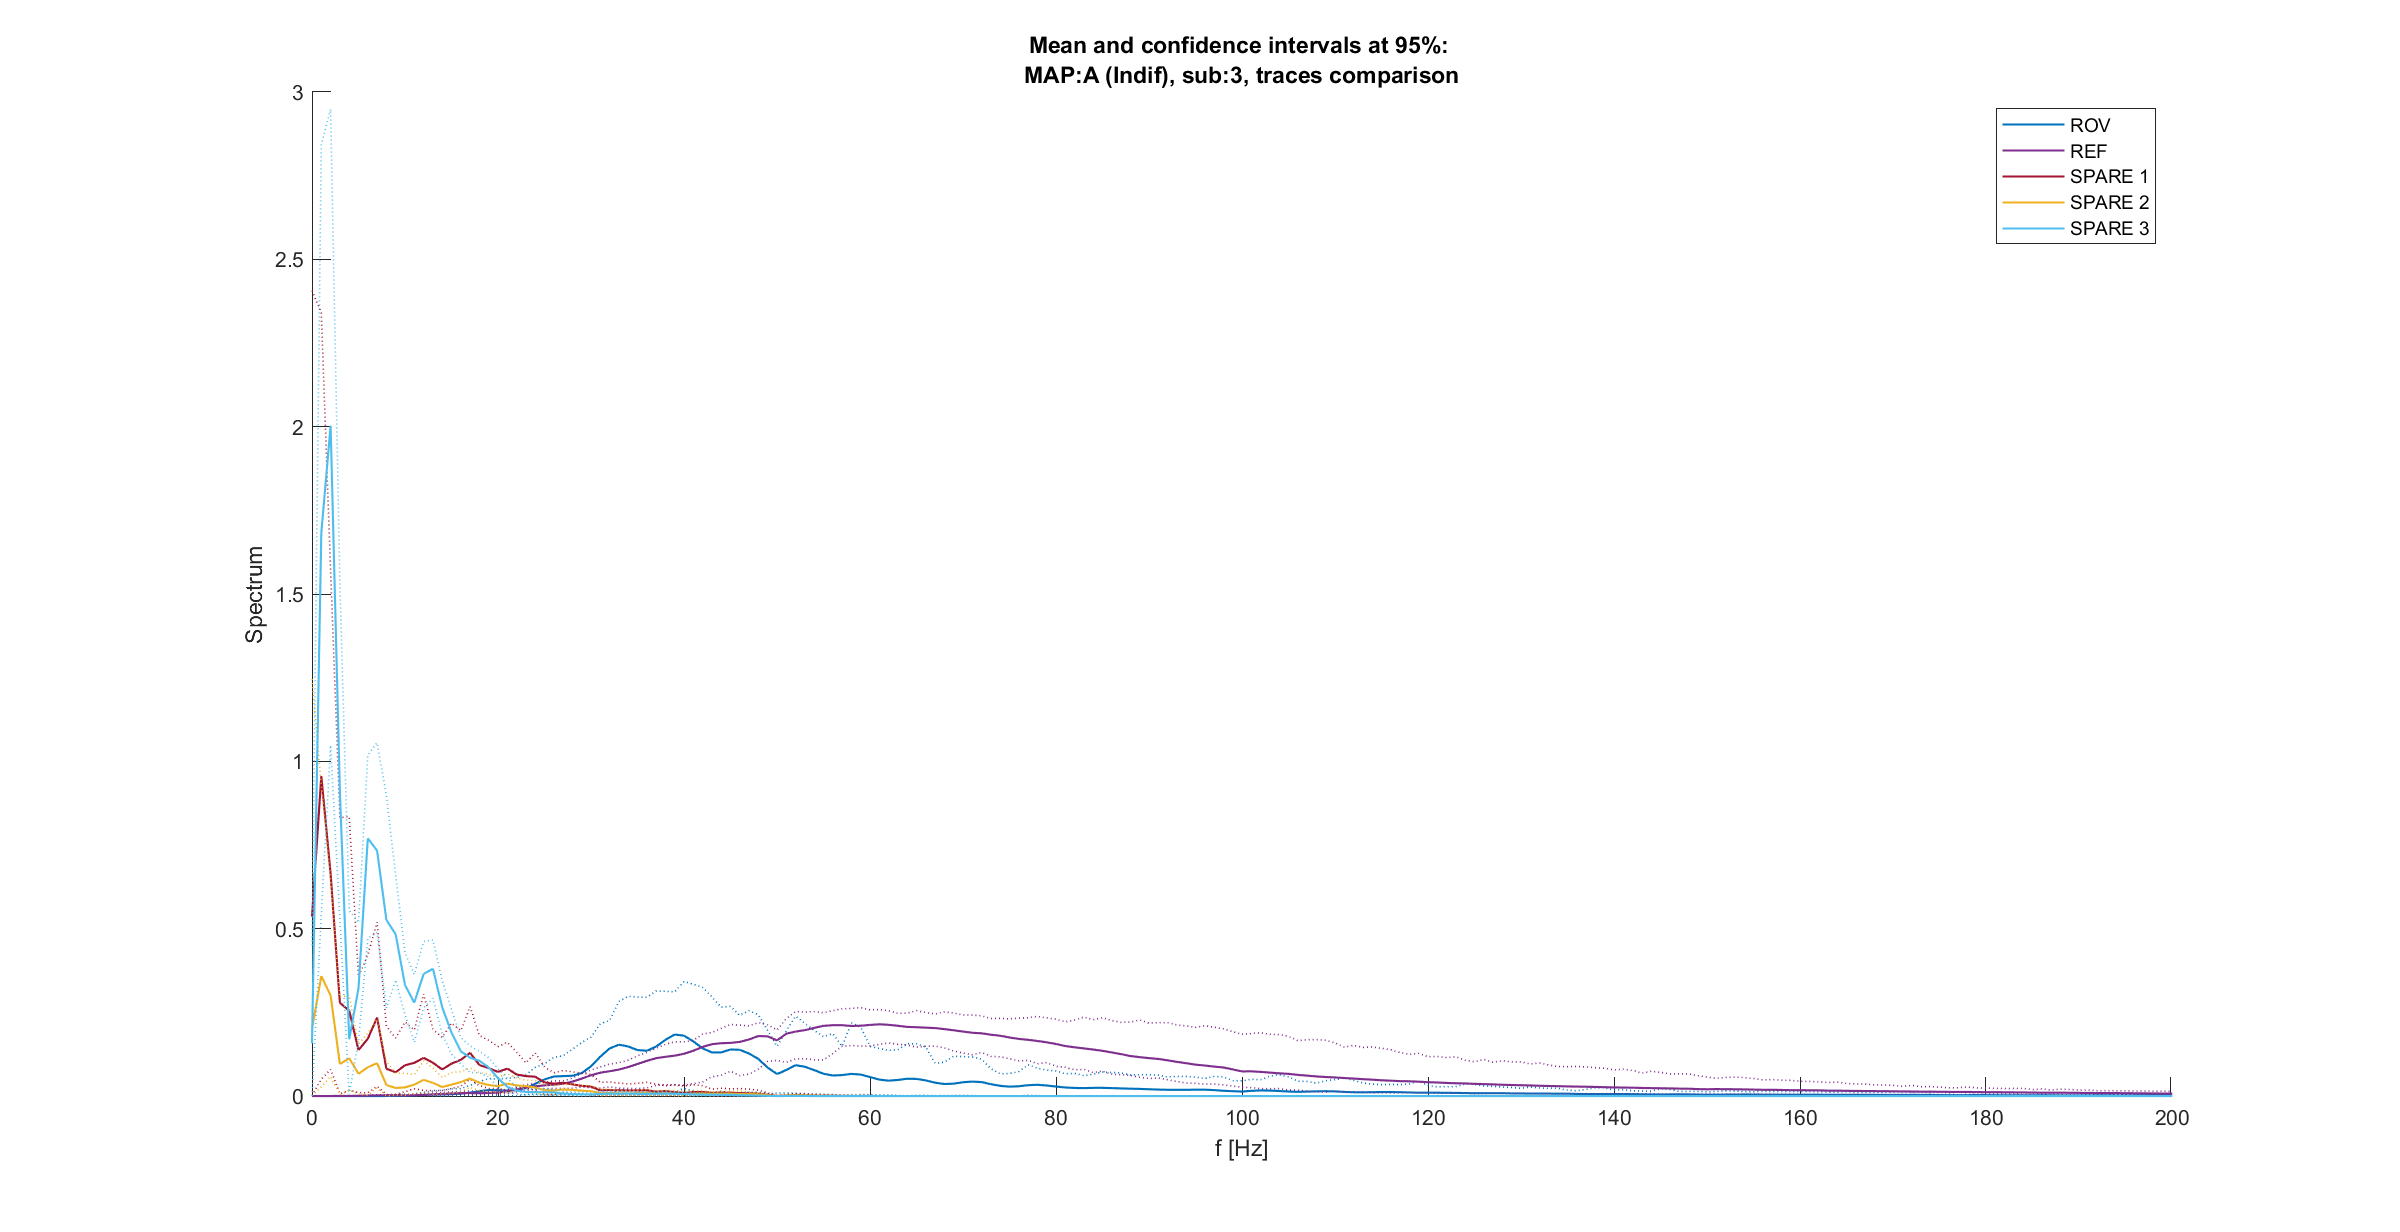 Mean and confidence intervals at 95%:
MAP:A (Indif), sub:3, traces comparison
3
2.5
2
1.5
1
0.5
0
Spectrum
ROV
REF
SPARE 1
SPARE 2
SPARE 3
0 20 40 60 80 100 120 140 160 180 200
f [Hz]